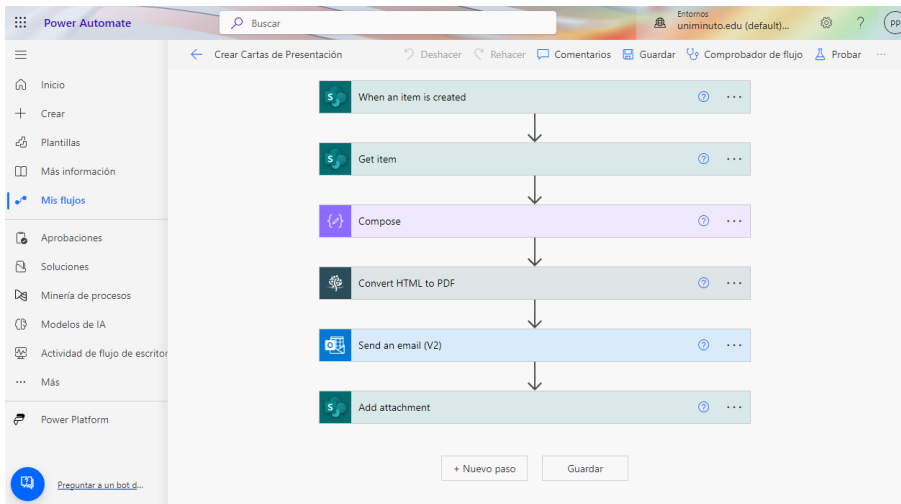 Power Automate
Buscar
Entornos
uniminuto.edu (default)...
?
PP
Crear Cartas de Presentación
Deshacer
Rehacer
Comentarios
Guardar
Comprobador de flujo
Probar
...
Inicio
Crear
Plantillas
Más información
Mis flujos
Aprobaciones
Soluciones
Minería de procesos
Modelos de IA
Actividad de flujo de escritor
Más
Power Platform
Preguntar a un bot d...
When an item is created
Get item
Compose
Convert HTML to PDF
Send an email (V2)
Add attachment
+ Nuevo paso
Guardar